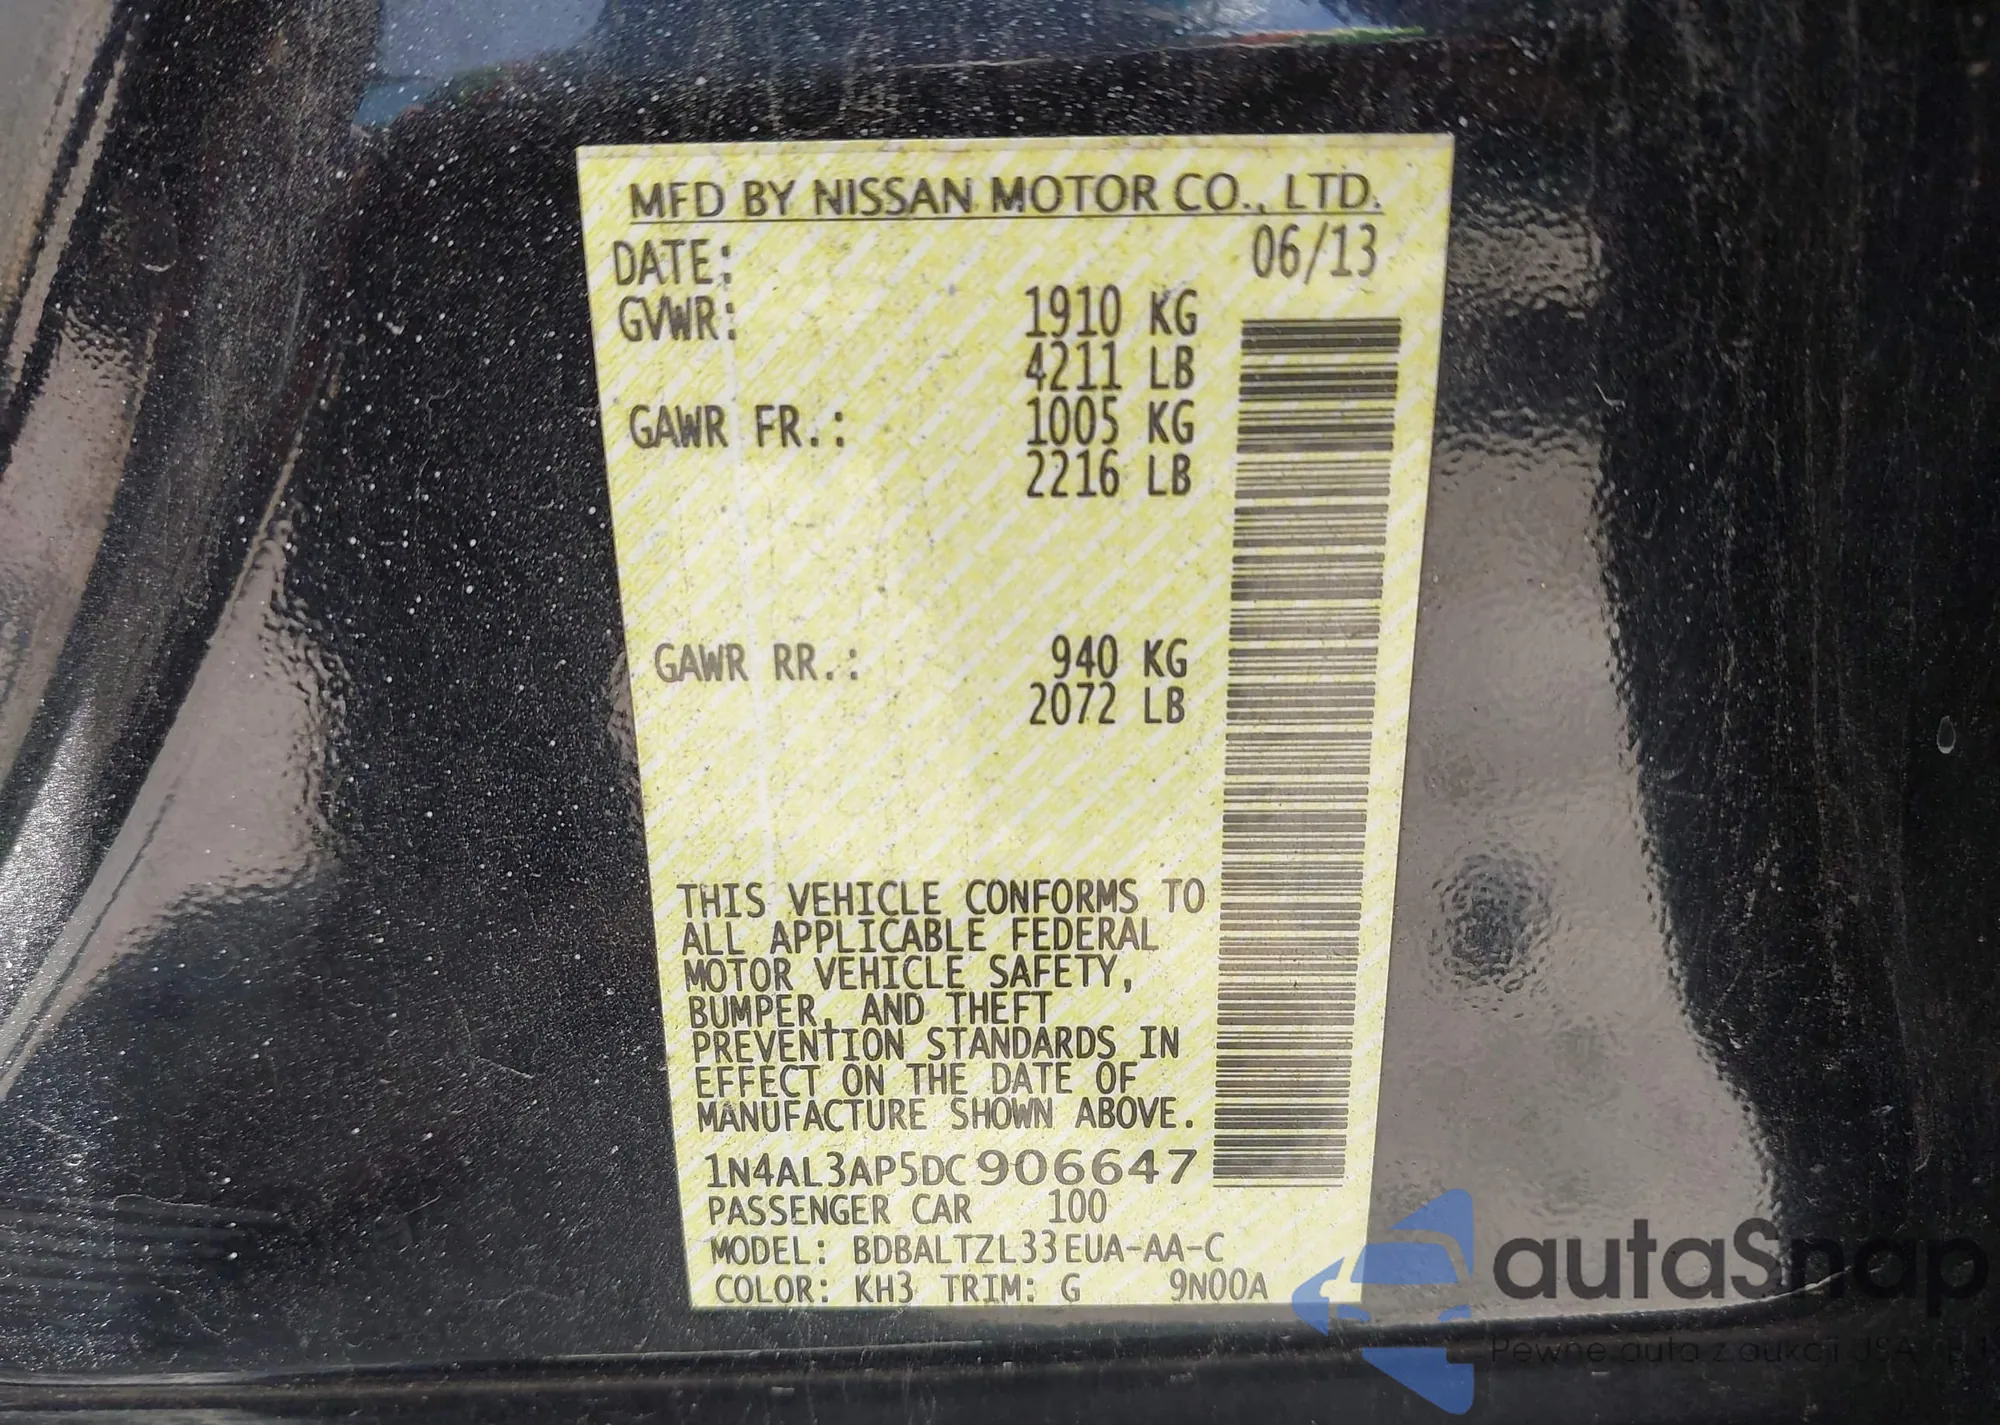 MFD BY NISSAN MOTOR CO., LTD.
DATE: 06/13
GVWR: 1910 KG
4211 LB
GAWR FR.: 1005 KG
2216 LB
GAWR RR.: 940 KG
2072 LB
THIS VEHICLE CONFORMS TO
ALL APPLICABLE FEDERAL
MOTOR VEHICLE SAFETY,
BUMPER, AND THEFT
PREVENTION STANDARDS IN
EFFECT ON THE DATE OF
MANUFACTURE SHOWN ABOVE.
1N4AL3AP5DC906647
PASSENGER CAR 100
MODEL: BDBALTZL33EUA-AA-C
COLOR: KH3 TRIM: G 9N00A
autaSnap
Pewne auta z aukcji